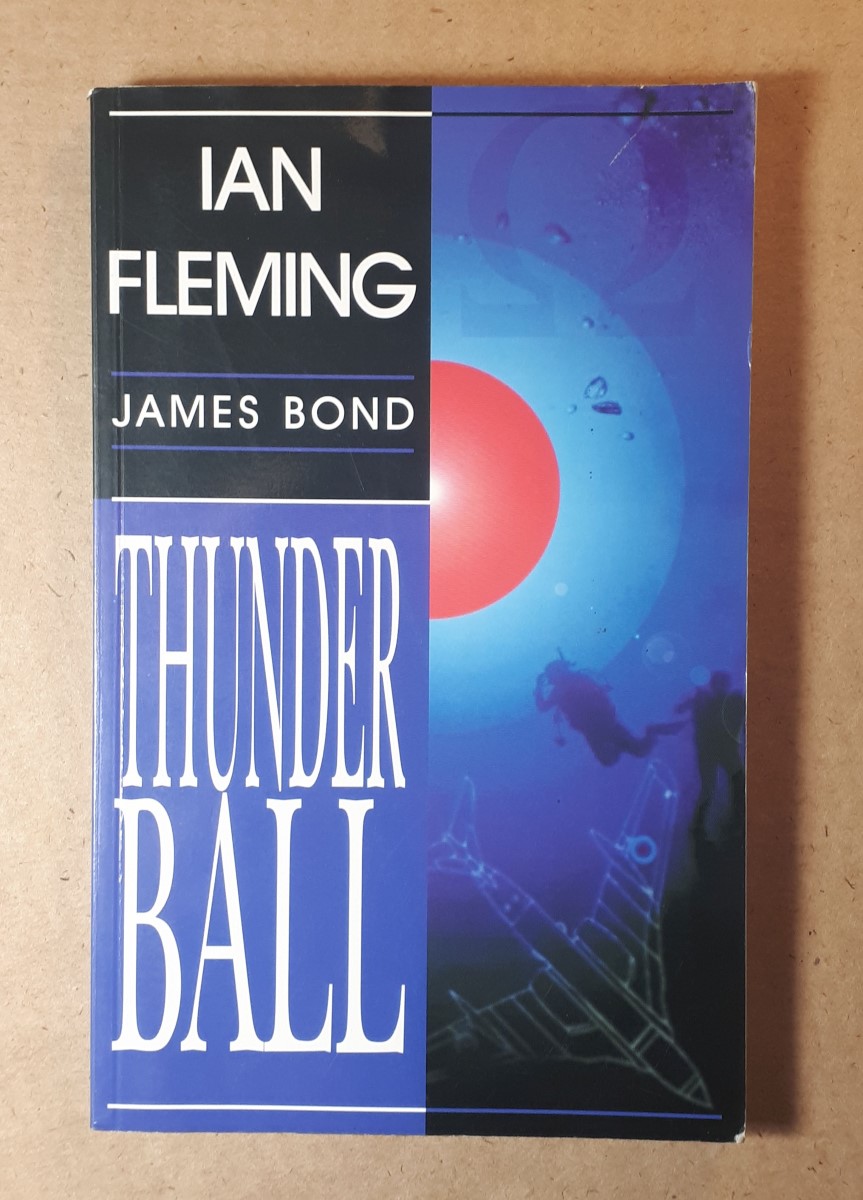 IAN
FLEMING
JAMES BOND
THUNDER
BALL